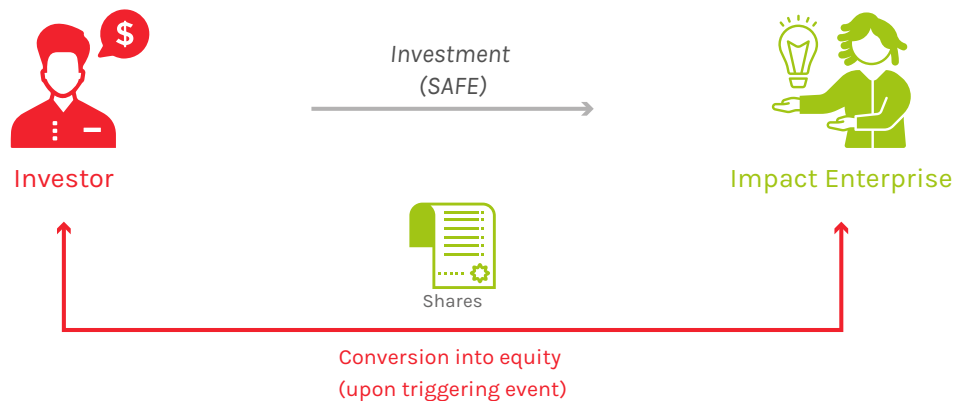 $
Investment
(SAFE)
Investor
Impact Enterprise
Shares
Conversion into equity
(upon triggering event)